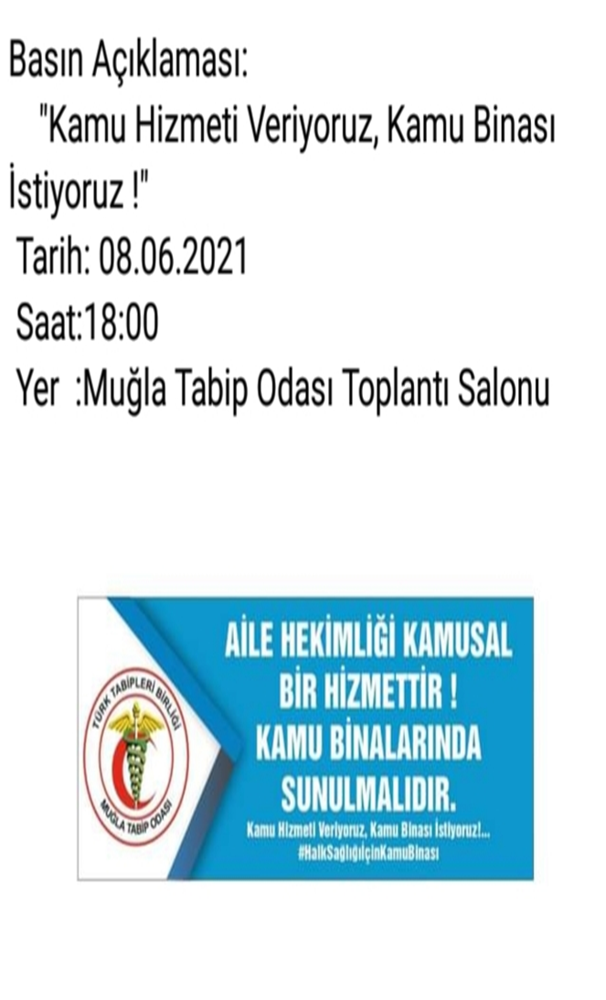 Basın Açıklaması:
"Kamu Hizmeti Veriyoruz, Kamu Binası
İstiyoruz !"
Tarih: 08.06.2021
Saat:18:00
Yer :Muğla Tabip Odası Toplantı Salonu
TÜRK TABİPLERİ BİRLİĞİ
MUĞLA TABİP ODASI
AİLE HEKİMLİĞİ KAMUSAL
BİR HİZMETTİR !
KAMU BİNALARINDA
SUNULMALIDIR.
Kamu Hizmeti Veriyoruz, Kamu Binası İstiyoruz!...
#HalkSağlığıİçinKamuBinası